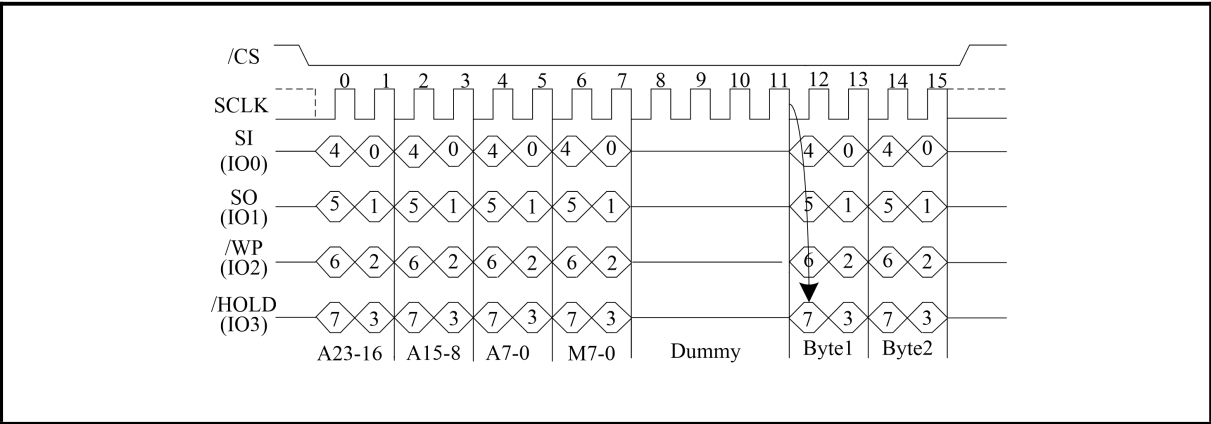 /CS
0 1 2 3 4 5 6 7 8 9 10 11 12 13 14 15
SCLK
SI
(IO0)
4 0 4 0 4 0 4 0 4 0 4 0
SO
(IO1)
5 1 5 1 5 1 5 1 5 1 5 1
/WP
(IO2)
6 2 6 2 6 2 6 2 6 2 6 2
/HOLD
(IO3)
7 3 7 3 7 3 7 3 7 3 7 3
A23-16 A15-8 A7-0 M7-0 Dummy Byte1 Byte2